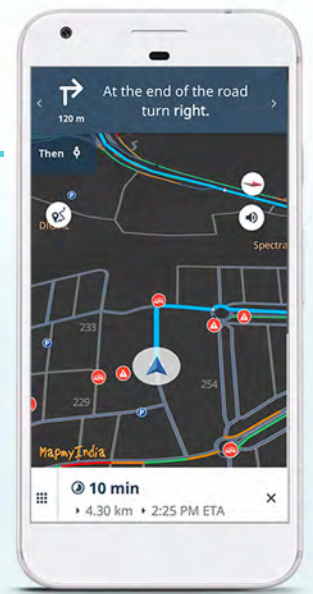 At the end of the road
turn right.
120 m
Then
Spectra
233
254
229
MapmyIndia
10 min
4.30 km
2:25 PM ETA